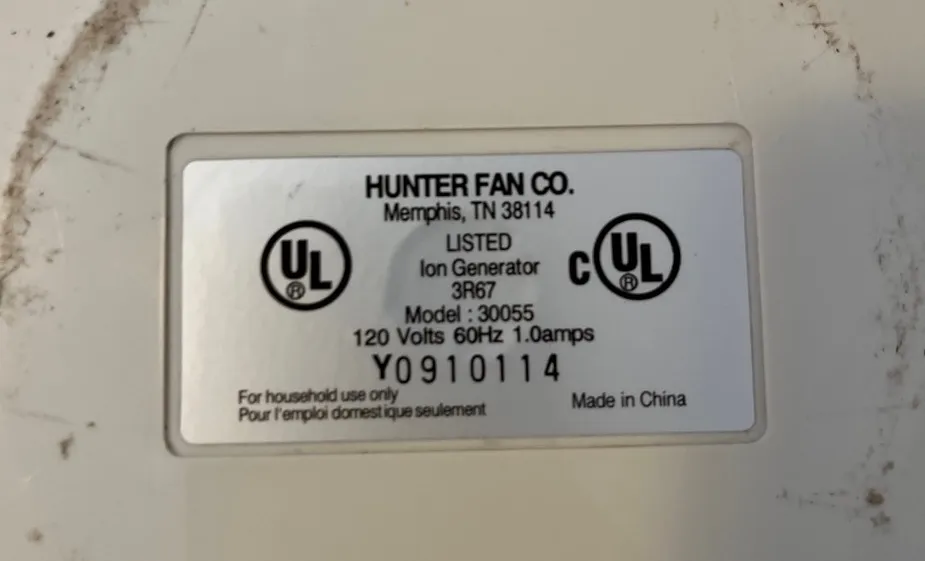 HUNTER FAN CO.
Memphis, TN 38114
LISTED
Ion Generator
3R67
Model : 30055
120 Volts 60Hz 1.0amps
Y0910114
UL®
C UL®
For household use only
Pour l'emploi domestique seulement
Made in China